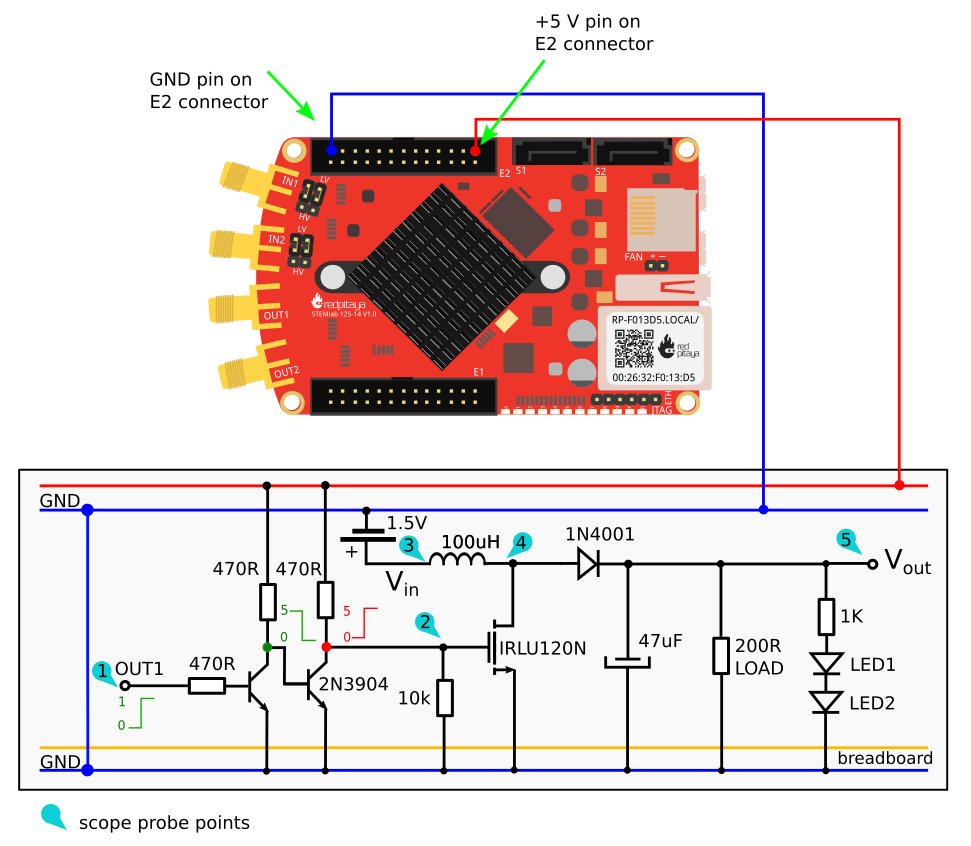 +5 V pin on
E2 connector
GND pin on
E2 connector
E2
S1
S2
IN1
LV
HV
IN2
LV
HV
FAN + −
OUT1
redpitaya
STEMlab 125-14 V1.0
RP-F013D5.LOCAL/
red
pitaya
00:26:32:F0:13:D5
OUT2
E1
ETH
JTAG
GND
1.5V
+
3
100uH
4
1N4001
5
Vout
Vin
470R
470R
5
0
5
0
2
IRLU120N
47uF
200R
LOAD
1K
LED1
LED2
1
OUT1
470R
2N3904
10k
1
0
GND
breadboard
scope probe points